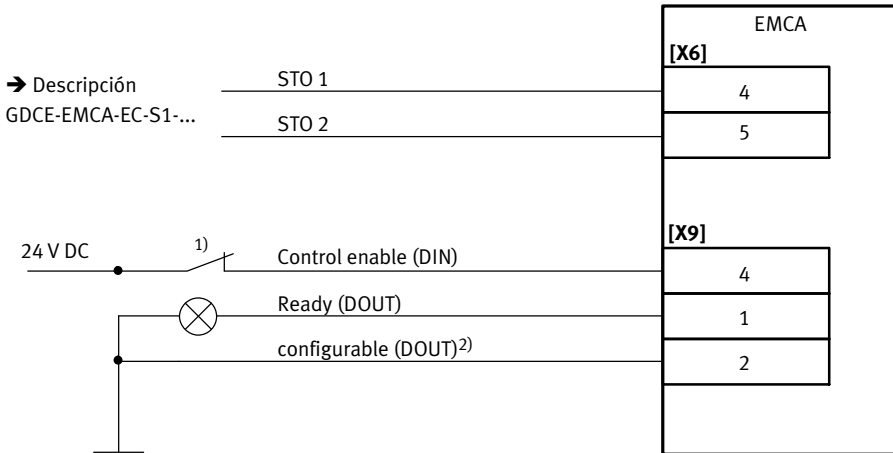 EMCA
[X6]
➔ Descripción
GDCE-EMCA-EC-S1-...
STO 1
4
STO 2
5
[X9]
24 V DC
1)
Control enable (DIN)
4
Ready (DOUT)
1
configurable (DOUT)2)
2